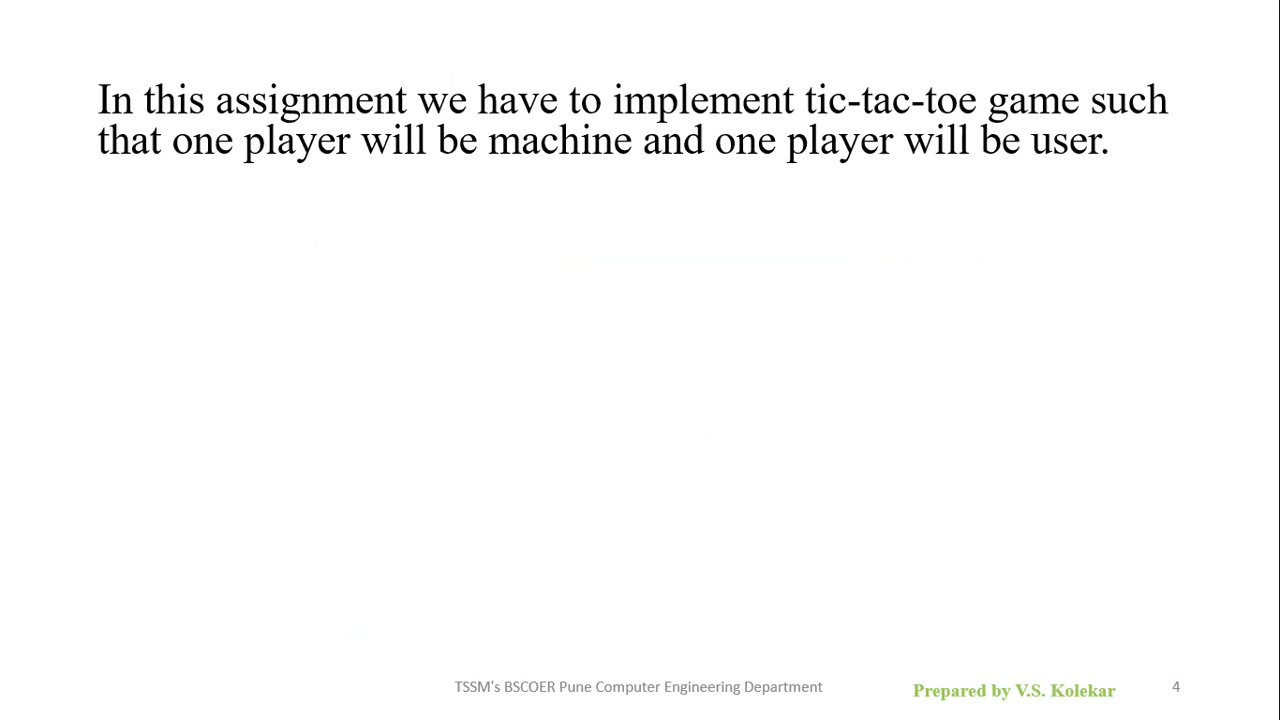 In this assignment we have to implement tic-tac-toe game such
that one player will be machine and one player will be user.
TSSM's BSCOER Pune Computer Engineering Department
Prepared by V.S. Kolekar
4